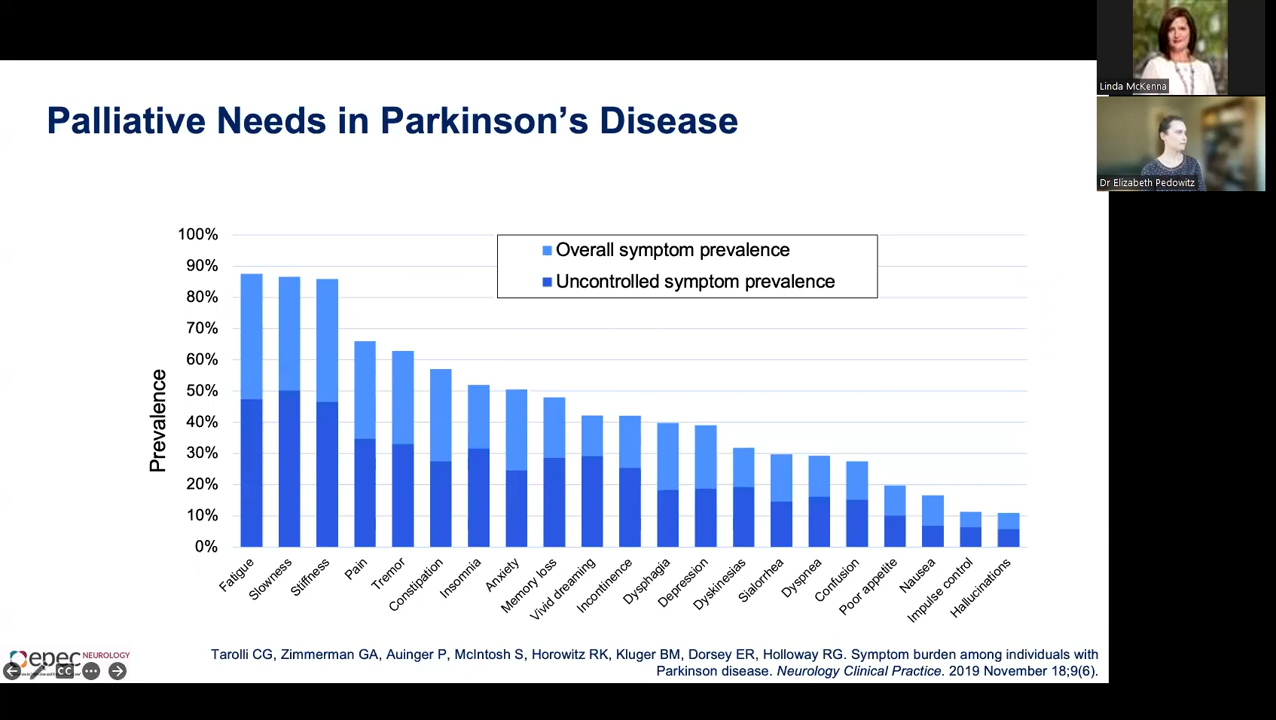 Linda McKenna
Dr Elizabeth Pedowitz
Palliative Needs in Parkinson’s Disease
Overall symptom prevalence
Uncontrolled symptom prevalence
Prevalence
100%
90%
80%
70%
60%
50%
40%
30%
20%
10%
0%
Fatigue
Slowness
Stiffness
Pain
Tremor
Constipation
Insomnia
Anxiety
Memory loss
Vivid dreaming
Incontinence
Dysphagia
Depression
Dyskinesias
Sialorrhea
Dyspnea
Confusion
Poor appetite
Nausea
Impulse control
Hallucinations
epec NEUROLOGY
CC
Tarolli CG, Zimmerman GA, Auinger P, McIntosh S, Horowitz RK, Kluger BM, Dorsey ER, Holloway RG. Symptom burden among individuals with
Parkinson disease. Neurology Clinical Practice. 2019 November 18;9(6).